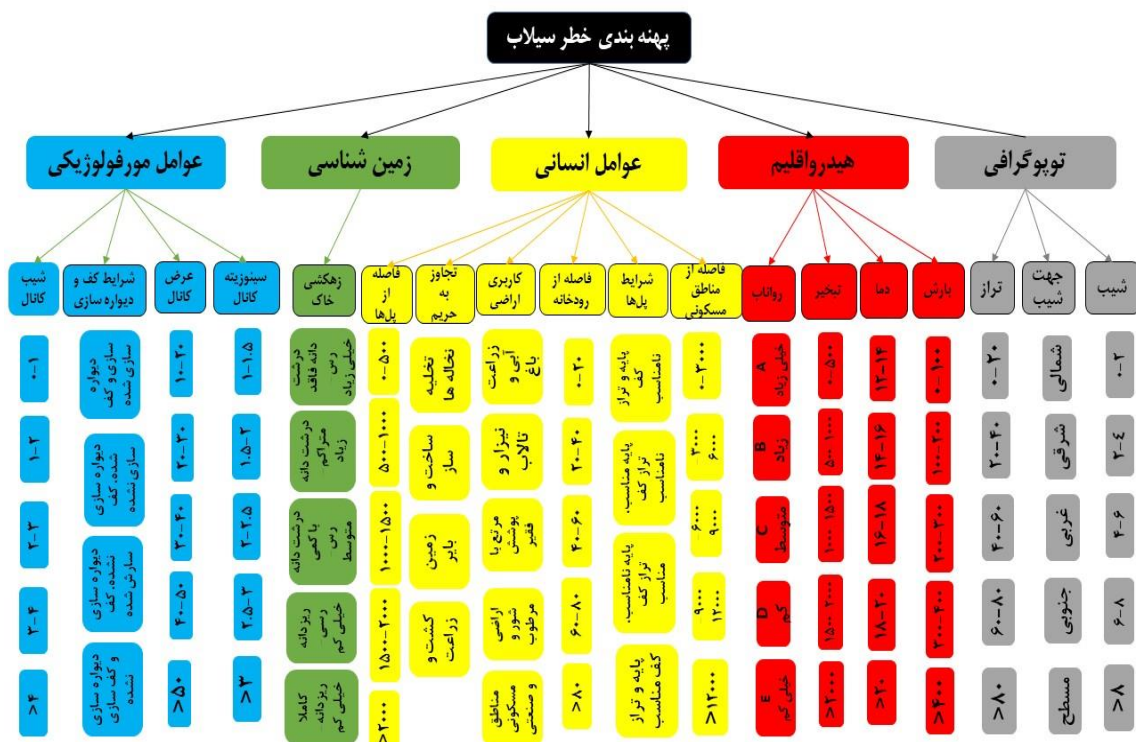 پهنه بندی خطر سیلاب
توپوگرافی
هیدرواقلیم
عوامل انسانی
زمین شناسی
عوامل مورفولوژیکی
شیب
جهت
شیب
تراز
بارش
دما
تبخیر
رواناب
فاصله از
مناطق
مسکونی
شرایط
پل‌ها
فاصله از
رودخانه
کاربری
اراضی
تجاوز
به
حریم
فاصله
از
پل‌ها
زهکشی
خاک
سینوزیته
کانال
عرض
کانال
شرایط کف و
دیواره سازی
شیب
کانال
۰-۲
۲-٤
۴-۶
۶-۸
>۸
شمالی
شرقی
غربی
جنوبی
مسطح
۰-۲۰
۲۰-۴۰
۴۰-۶۰
۶۰-۸۰
>۸۰
۰-۱۰۰
۱۰۰-۲۰۰
۲۰۰-۳۰۰
۳۰۰-۴۰۰
>۴۰۰
۱۲-۱۴
۱۴-۱۶
۱۶-۱۸
۱۸-۲۰
>۲۰
۰-۵۰۰
۵۰۰-۱۰۰۰
۱۰۰۰-۱۵۰۰
۱۵۰۰-۲۰۰۰
>۲۰۰۰
A
خیلی زیاد
B
زیاد
C
متوسط
D
کم
E
خیلی کم
۰-۳۰۰۰
۳۰۰۰-
۶۰۰۰
۶۰۰۰-
۹۰۰۰
۹۰۰۰-
۱۲۰۰۰
>۱۲۰۰۰
پایه و تراز
کف
نامناسب
پایه مناسب،
تراز کف
نامناسب
پایه نامناسب،
تراز کف
مناسب
پایه و تراز
کف مناسب
۰-۲۰
۲۰-۴۰
۴۰-۶۰
۶۰-۸۰
>۸۰
زراعت
آبی و
باغ
نیزار و
تالاب
مرتع با
پوشش
فقیر
اراضی
شور و
مرطوب
مناطق
مسکونی
و صنعتی
تخلیه
نخاله ها
ساخت و
ساز
زمین
بایر
کشت و
زراعت
۰-۵۰۰
۵۰۰-۱۰۰۰
۱۰۰۰-۱۵۰۰
۱۵۰۰-۲۰۰۰
>۲۰۰۰
درشت
دانه فاقد
رس
خیلی زیاد
درشت دانه
متراکم
زیاد
درشت دانه
با کمی
رس
متوسط
ریز دانه
رسی
خیلی کم
کاملا
ریزدانه
خیلی کم
۱-۱.۵
۱.۵-۲
۲-۲.۵
۲.۵-۳
>۳
۱۰-۲۰
۲۰-۳۰
۳۰-۴۰
۴۰-۵۰
>۵۰
دیواره
سازی و کف
سازی شده
دیواره سازی
شده، کف
سازی نشده
دیواره سازی
نشده، کف
سازش شده
دیواره سازی
و کف سازی
نشده
۰-۱
۱-۲
۲-۳
۳-۴
>۴